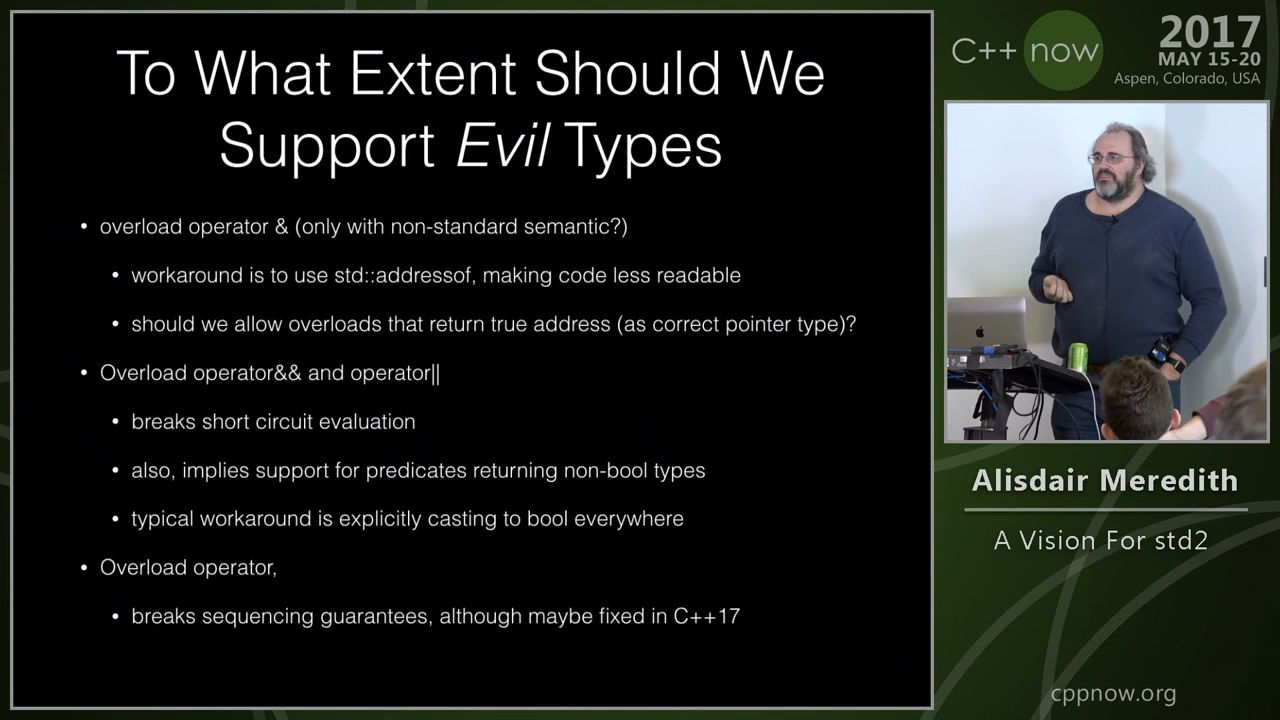 To What Extent Should We
Support Evil Types
• overload operator & (only with non-standard semantic?)
• workaround is to use std::addressof, making code less readable
• should we allow overloads that return true address (as correct pointer type)?
• Overload operator&& and operator||
• breaks short circuit evaluation
• also, implies support for predicates returning non-bool types
• typical workaround is explicitly casting to bool everywhere
• Overload operator,
• breaks sequencing guarantees, although maybe fixed in C++17
C++ now
2017
MAY 15-20
Aspen, Colorado, USA
Alisdair Meredith
A Vision For std2
cppnow.org